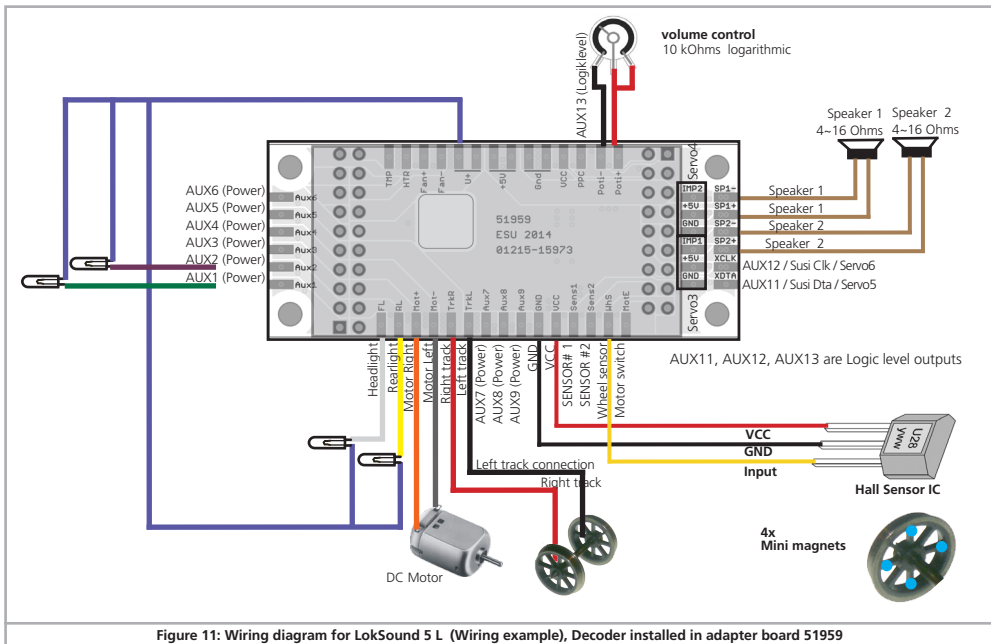 volume control
10 kOhms logarithmic
AUX13 (Logiklevel)
Speaker 1
4~16 Ohms
Speaker 2
4~16 Ohms
TMP
HTR
Fan+
Fan-
U+
+5V
Gnd
VCC
PPC
Poti-
Poti+
Servo4
AUX6 (Power)
AUX5 (Power)
AUX4 (Power)
AUX3 (Power)
AUX2 (Power)
AUX1 (Power)
Aux6
Aux5
Aux4
Aux3
Aux2
Aux1
51959
ESU 2014
01215-15973
IMP2
+5V
GND
IMP1
+5V
GND
SP1-
SP1+
SP2-
SP2+
XCLK
XDTA
Speaker 1
Speaker 1
Speaker 2
Speaker 2
AUX12 / Susi Clk / Servo6
AUX11 / Susi Dta / Servo5
Servo3
FL
RL
Mot+
Mot-
TrkR
TrkL
Aux7
Aux8
Aux9
GND
VCC
Sens1
Sens2
WhS
MotE
Headlight
Rearlight
Motor Right
Motor Left
Right track
Left track
AUX7 (Power)
AUX8 (Power)
AUX9 (Power)
GND
VCC
SENSOR# 1
SENSOR #2
Wheel sensor
Motor switch
AUX11, AUX12, AUX13 are Logic level outputs
VCC
GND
Input
U28
yww
Hall Sensor IC
Left track connection
Right track
DC Motor
4x
Mini magnets
Figure 11: Wiring diagram for LokSound 5 L (Wiring example), Decoder installed in adapter board 51959